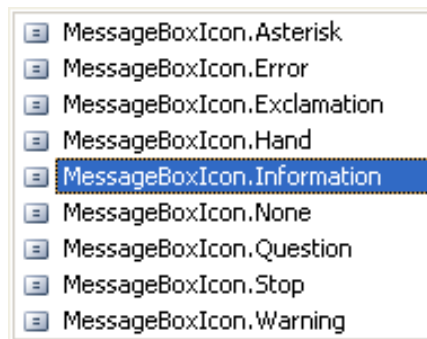 MessageBoxIcon.Asterisk
MessageBoxIcon.Error
MessageBoxIcon.Exclamation
MessageBoxIcon.Hand
MessageBoxIcon.Information
MessageBoxIcon.None
MessageBoxIcon.Question
MessageBoxIcon.Stop
MessageBoxIcon.Warning